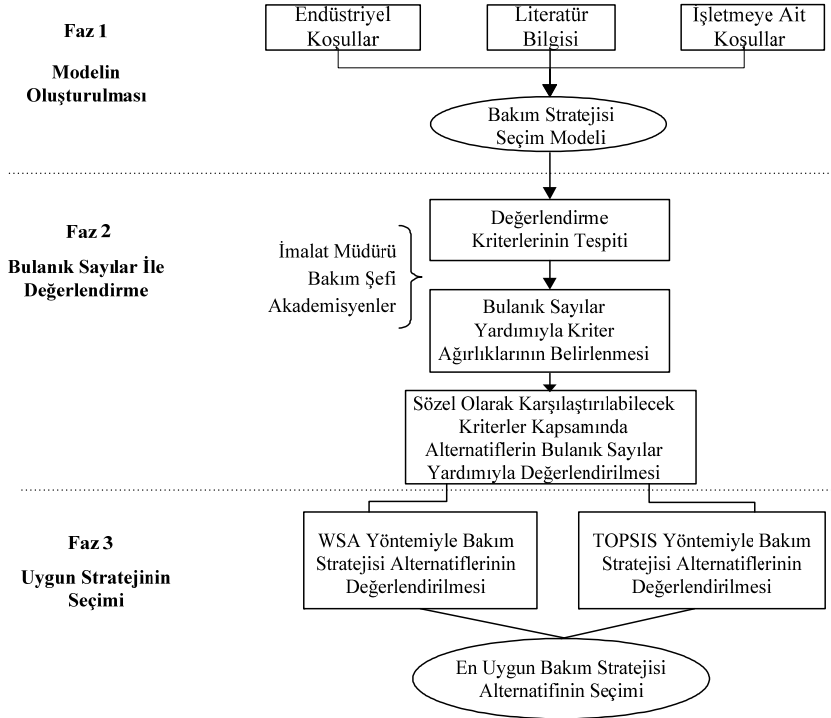 Faz 1
Modelin
Oluşturulması
Endüstriyel
Koşullar
Literatür
Bilgisi
İşletmeye Ait
Koşullar
Bakım Stratejisi
Seçim Modeli
Faz 2
Bulanık Sayılar İle
Değerlendirme
İmalat Müdürü
Bakım Şefi
Akademisyenler
Değerlendirme
Kriterlerinin Tespiti
Bulanık Sayılar
Yardımıyla Kriter
Ağırlıklarının Belirlenmesi
Sözel Olarak Karşılaştırılabilecek
Kriterler Kapsamında
Alternatiflerin Bulanık Sayılar
Yardımıyla Değerlendirilmesi
Faz 3
Uygun Stratejinin
Seçimi
WSA Yöntemiyle Bakım
Stratejisi Alternatiflerinin
Değerlendirilmesi
TOPSIS Yöntemiyle Bakım
Stratejisi Alternatiflerinin
Değerlendirilmesi
En Uygun Bakım Stratejisi
Alternatifinin Seçimi